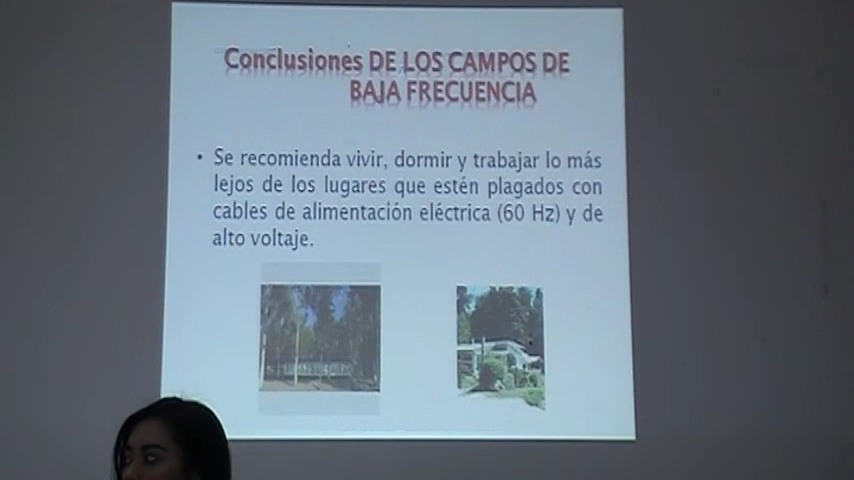 Conclusiones DE LOS CAMPOS DE
BAJA FRECUENCIA
• Se recomienda vivir, dormir y trabajar lo más
lejos de los lugares que estén plagados con
cables de alimentación eléctrica (60 Hz) y de
alto voltaje.